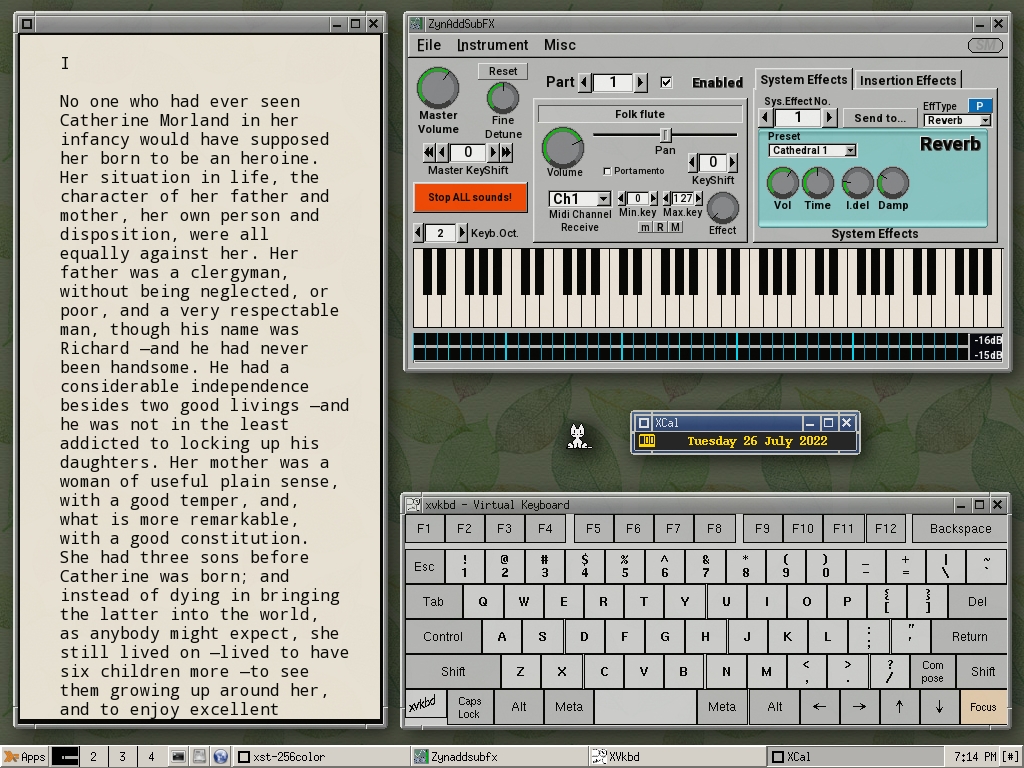 I
No one who had ever seen
Catherine Morland in her
infancy would have supposed
her born to be an heroine.
Her situation in life, the
character of her father and
mother, her own person and
disposition, were all
equally against her. Her
father was a clergyman,
without being neglected, or
poor, and a very respectable
man, though his name was
Richard —and he had never
been handsome. He had a
considerable independence
besides two good livings —and
he was not in the least
addicted to locking up his
daughters. Her mother was a
woman of useful plain sense,
with a good temper, and,
what is more remarkable,
with a good constitution.
She had three sons before
Catherine was born; and
instead of dying in bringing
the latter into the world,
as anybody might expect, she
still lived on —lived to have
six children more —to see
them growing up around her,
and to enjoy excellent
ZynAddSubFX
File Instrument Misc
SM
Master
Volume
Reset
Fine
Detune
0
Master KeyShift
Stop ALL sounds!
2 Keyb.Oct.
Part 1 Enabled
Folk flute
Volume
Pan
Portamento
0
KeyShift
Ch1
Midi Channel
Receive
0
Min.key
127
Max.key
m R M
Effect
System Effects Insertion Effects
Sys.Effect No.
1
Send to...
EffType P
Reverb
Preset
Cathedral 1
Reverb
Vol Time I.del Damp
System Effects
-16dB
-15dB
XCal
Tuesday 26 July 2022
xvkbd - Virtual Keyboard
F1 F2 F3 F4 F5 F6 F7 F8 F9 F10 F11 F12 Backspace
Esc ! 1 @ 2 # 3 $ 4 % 5 ^ 6 & 7 * 8 ( 9 ) 0 _ - + = | \ ~ `
Tab Q W E R T Y U I O P { [ } ] Del
Control A S D F G H J K L : ; " ' Return
Shift Z X C V B N M < , > . ? / Com pose Shift
xvkbd Caps Lock Alt Meta Meta Alt ← → ↑ ↓ Focus
Apps 2 3 4 xst-256color Zynaddsubfx XVkbd XCal 7:14 PM [#]